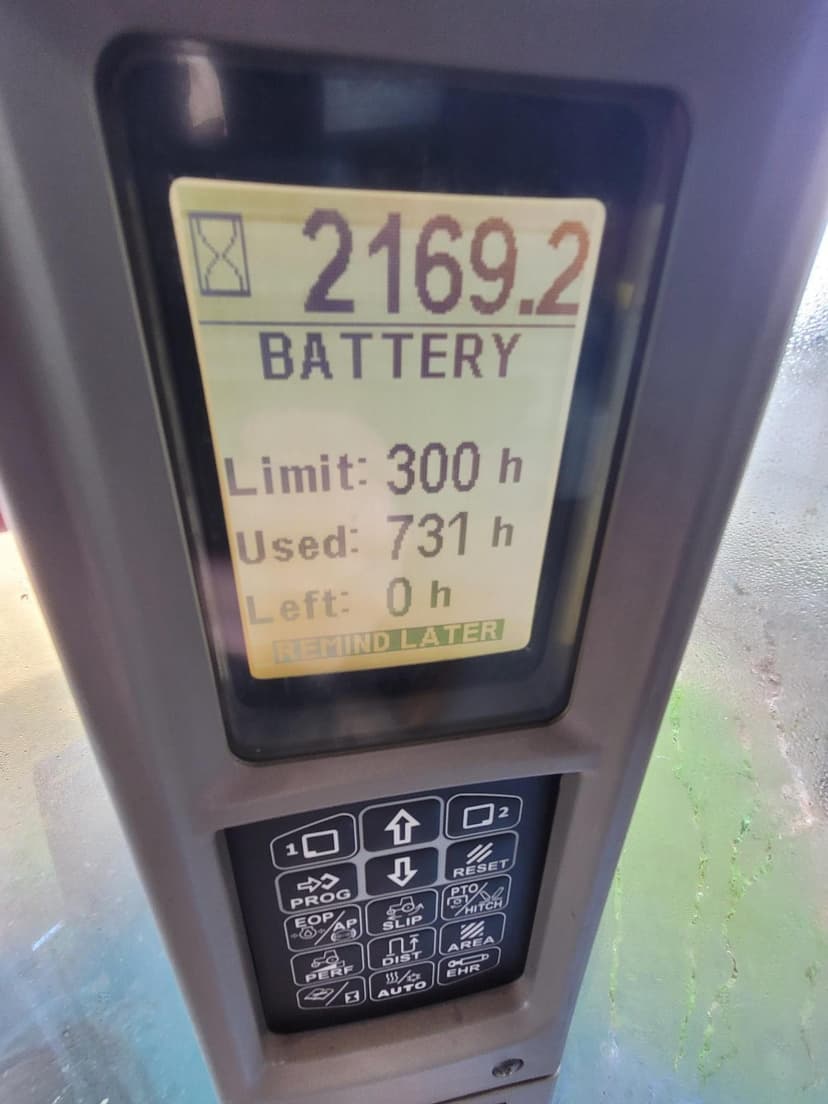 2169.2
BATTERY
Limit: 300 h
Used: 731 h
Left: 0 h
REMIND LATER
1 2
PROG RESET
EOP/AP SLIP PTO/HITCH
PERF DIST AREA
AUTO EHR